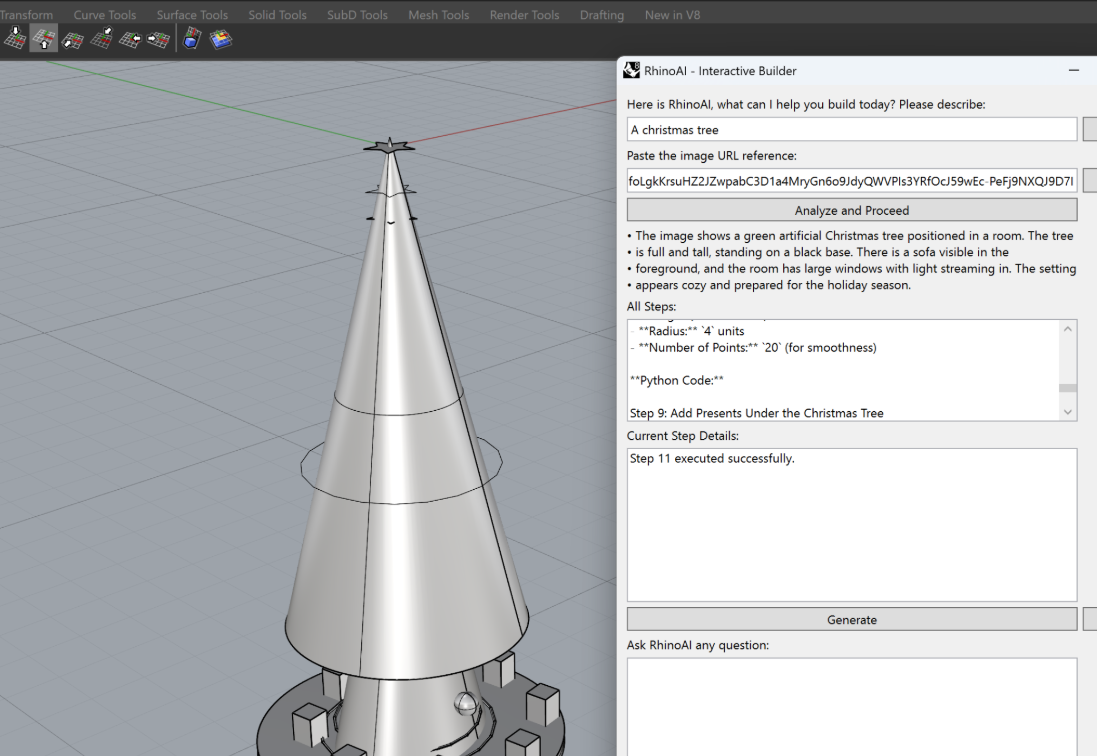 Transform Curve Tools Surface Tools Solid Tools SubD Tools Mesh Tools Render Tools Drafting New in V8
RhinoAI - Interactive Builder
Here is RhinoAI, what can I help you build today? Please describe:
A christmas tree
Paste the image URL reference:
foLgkKrsuHZ2JZwpabC3D1a4MryGn6o9JdyQWVPIs3YRfOcJ59wEc-PeFj9NXQJ9D7I
Analyze and Proceed
• The image shows a green artificial Christmas tree positioned in a room. The tree
• is full and tall, standing on a black base. There is a sofa visible in the
• foreground, and the room has large windows with light streaming in. The setting
• appears cozy and prepared for the holiday season.
All Steps:
- **Radius:** `4` units
- **Number of Points:** `20` (for smoothness)
**Python Code:**
Step 9: Add Presents Under the Christmas Tree
Current Step Details:
Step 11 executed successfully.
Generate
Ask RhinoAI any question: